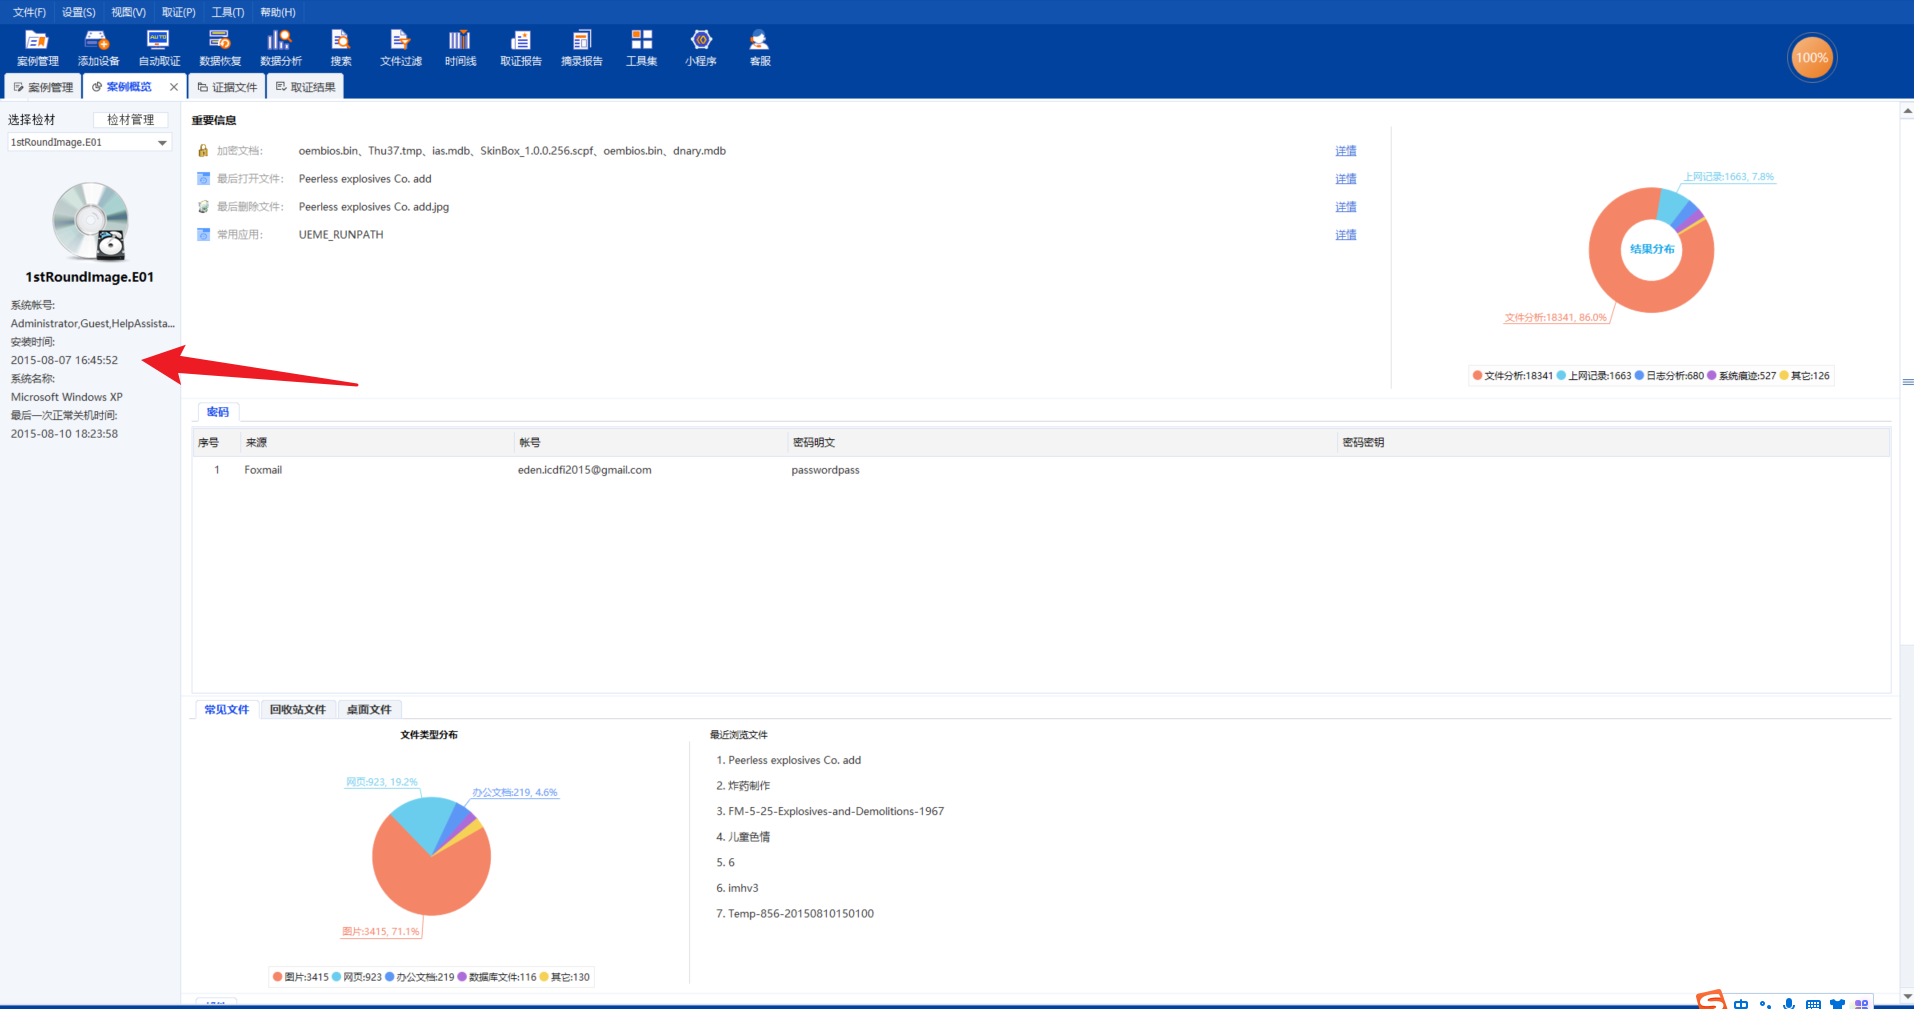 文件(F) 设置(S) 视图(V) 取证(P) 工具(T) 帮助(H)
案例管理 添加设备 自动取证 数据恢复 数据分析 搜索 文件过滤 时间线 取证报告 摘录报告 工具集 小程序 客服
100%
案例管理 案例概览 证据文件 取证结果
选择检材 检材管理
1stRoundImage.E01
1stRoundImage.E01
系统帐号:
Administrator,Guest,HelpAssista...
安装时间:
2015-08-07 16:45:52
系统名称:
Microsoft Windows XP
最后一次正常关机时间:
2015-08-10 18:23:58
重要信息
加密文档: oembios.bin、Thu37.tmp、ias.mdb、SkinBox_1.0.0.256.scpf、oembios.bin、dnary.mdb 详情
最后打开文件: Peerless explosives Co. add 详情
最后删除文件: Peerless explosives Co. add.jpg 详情
常用应用: UEME_RUNPATH 详情
上网记录:1663, 7.8%
结果分布
文件分析:18341, 86.0%
文件分析:18341 上网记录:1663 日志分析:680 系统痕迹:527 其它:126
密码
序号 来源 帐号 密码明文 密码密钥
1 Foxmail eden.icdfi2015@gmail.com passwordpass
常见文件 回收站文件 桌面文件
文件类型分布
网页:923, 19.2%
办公文档:219, 4.6%
图片:3415, 71.1%
图片:3415 网页:923 办公文档:219 数据库文件:116 其它:130
最近浏览文件
1. Peerless explosives Co. add
2. 炸药制作
3. FM-5-25-Explosives-and-Demolitions-1967
4. 儿童色情
5. 6
6. imhv3
7. Temp-856-20150810150100
中